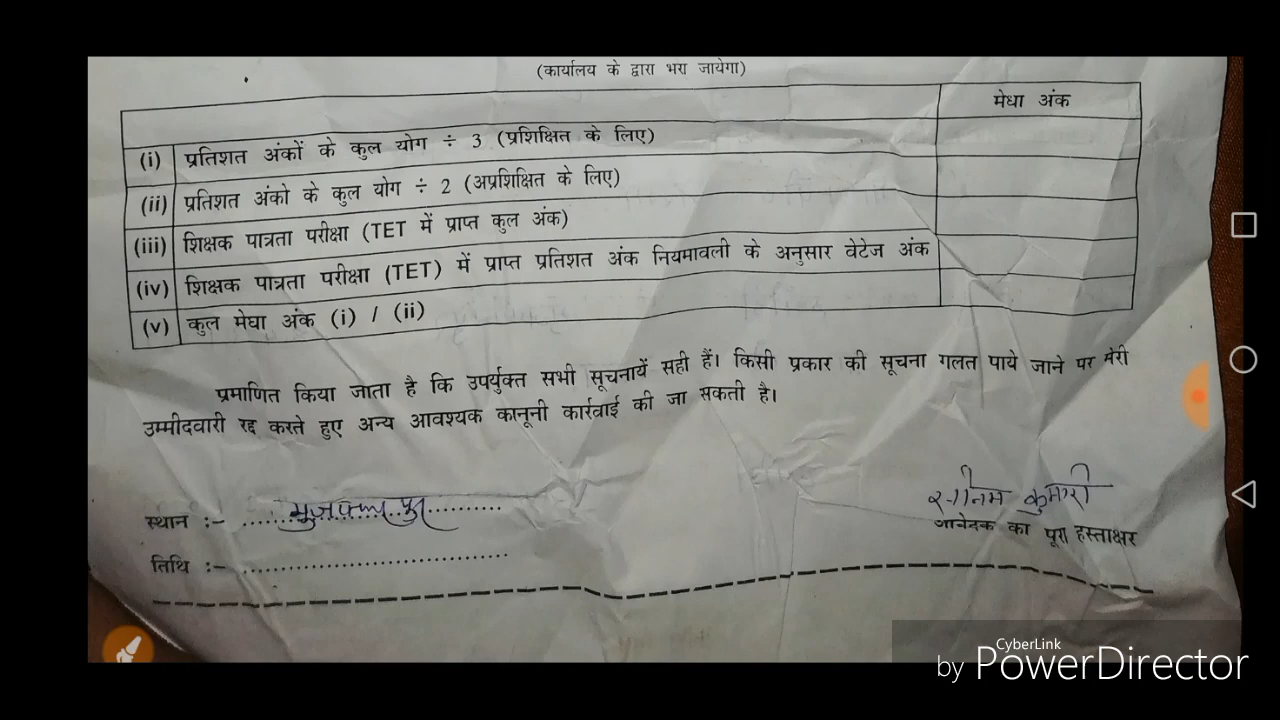 (कार्यालय के द्वारा भरा जायेगा)
मेधा अंक
(i) प्रतिशत अंकों के कुल योग ÷ 3 (प्रशिक्षित के लिए)
(ii) प्रतिशत अंको के कुल योग ÷ 2 (अप्रशिक्षित के लिए)
(iii) शिक्षक पात्रता परीक्षा (TET में प्राप्त कुल अंक)
(iv) शिक्षक पात्रता परीक्षा (TET) में प्राप्त प्रतिशत अंक नियमावली के अनुसार वेटेज अंक
(v) कुल मेघा अंक (i) / (ii)
प्रमाणित किया जाता है कि उपर्युक्त सभी सूचनायें सही हैं। किसी प्रकार की सूचना गलत पाये जाने पर मेरी
उम्मीदवारी रद्द करते हुए अन्य आवश्यक कानूनी कार्रवाई की जा सकती है।
कुमारी
स्थान :- ..............................
आवेदक का पूरा हस्ताक्षर
तिथि :- ..............................
CyberLink
by PowerDirector